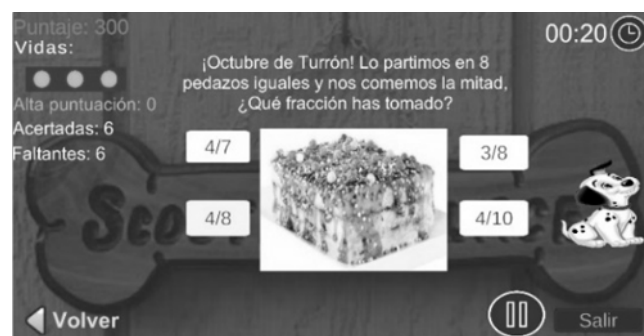 Puntaje: 300
Vidas:
00:20
¡Octubre de Turrón! Lo partimos en 8
pedazos iguales y nos comemos la mitad,
¿Qué fracción has tomado?
Alta puntuación: 0
Acertadas: 6
Faltantes: 6
4/7
3/8
4/8
4/10
Volver
Salir